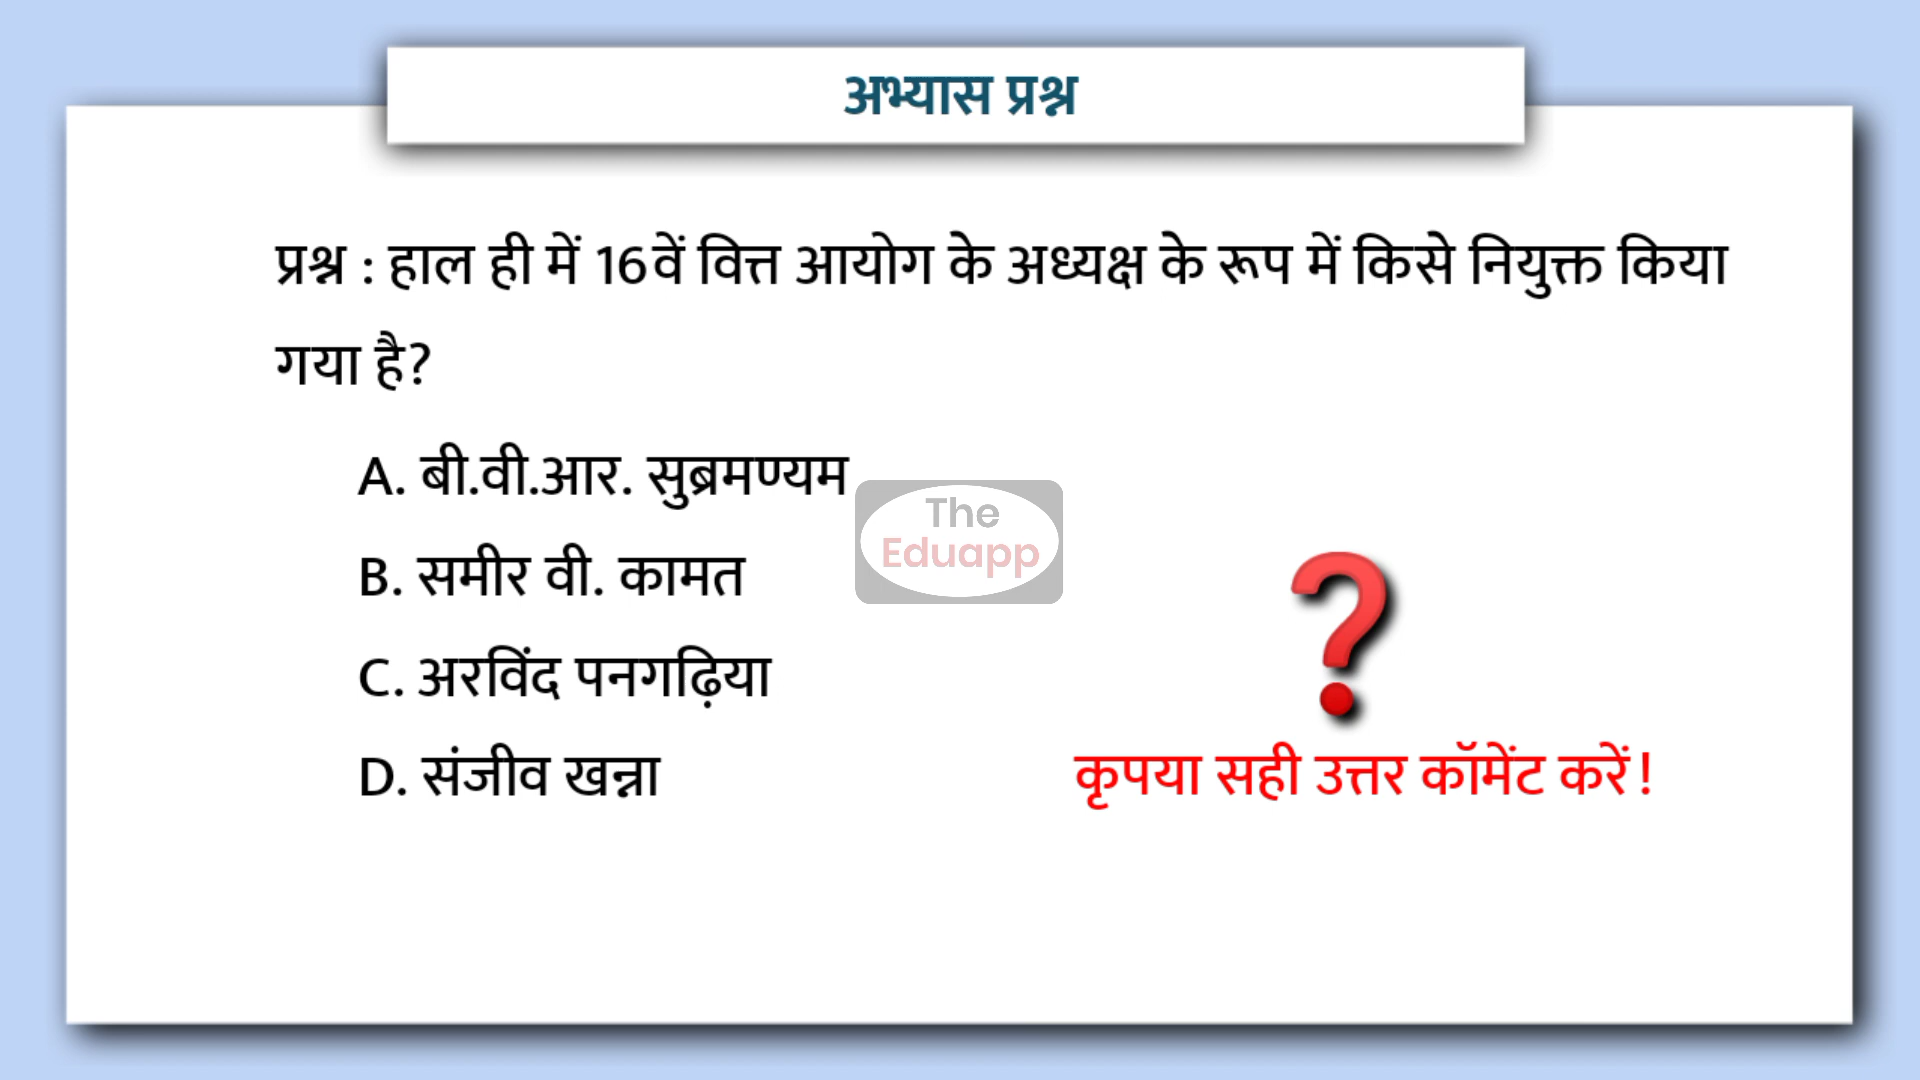 अभ्यास प्रश्न
प्रश्न : हाल ही में 16वें वित्त आयोग के अध्यक्ष के रूप में किसे नियुक्त किया
गया है?
A. बी.वी.आर. सुब्रमण्यम
The
Eduapp
B. समीर वी. कामत
C. अरविंद पनगढ़िया
D. संजीव खन्ना
कृपया सही उत्तर कॉमेंट करें!